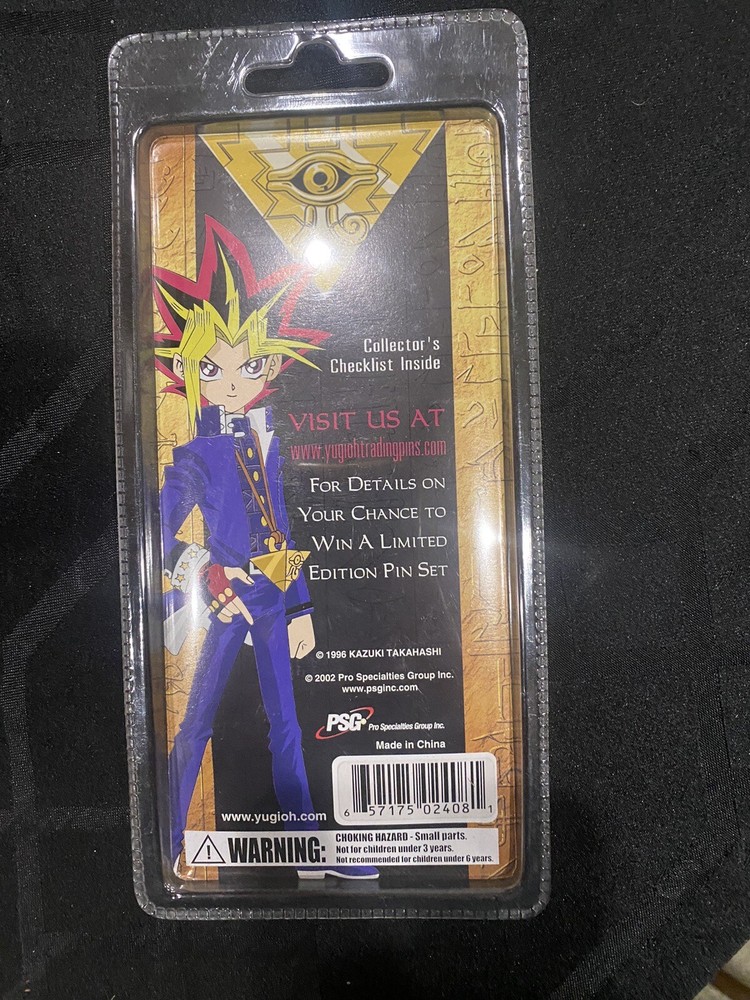 Collector's
Checklist Inside
VISIT US AT
www.yugiohtradingpins.com
FOR DETAILS ON
YOUR CHANCE TO
WIN A LIMITED
EDITION PIN SET
© 1996 KAZUKI TAKAHASHI
© 2002 Pro Specialties Group Inc.
www.psginc.com
PSG Pro Specialties Group Inc.
Made in China
6 57175 02408 1
www.yugioh.com
WARNING:
CHOKING HAZARD - Small parts.
Not for children under 3 years.
Not recommended for children under 6 years.